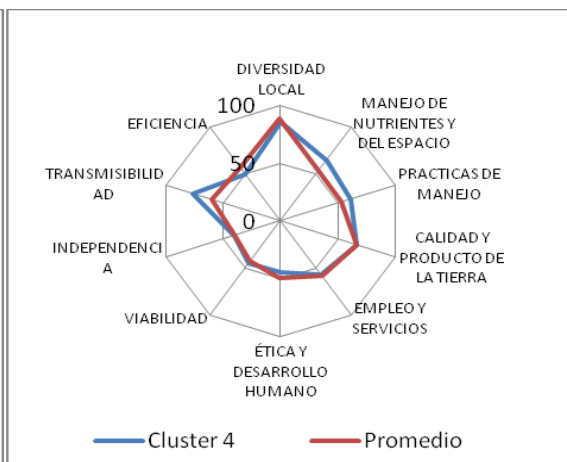 DIVERSIDAD
LOCAL
MANEJO DE
NUTRIENTES Y
DEL ESPACIO
PRACTICAS DE
MANEJO
CALIDAD Y
PRODUCTO DE
LA TIERRA
EMPLEO Y
SERVICIOS
ÉTICA Y
DESARROLLO
HUMANO
VIABILIDAD
INDEPENDENCI
A
TRANSMISIBILID
AD
EFICIENCIA
100
50
0
Cluster 4
Promedio